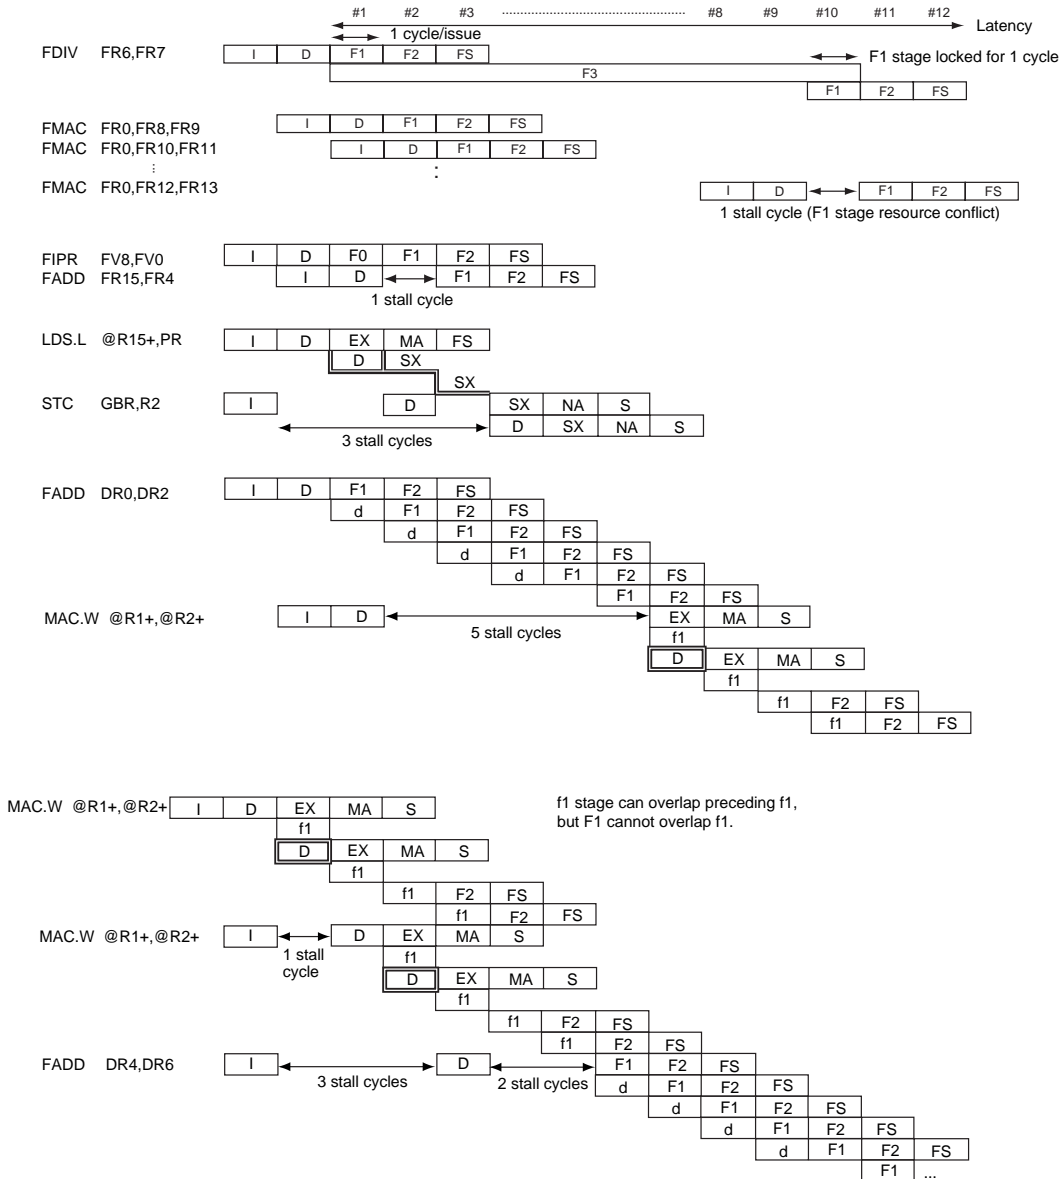 #1 #2 #3 #8 #9 #10 #11 #12
Latency
1 cycle/issue
FDIV FR6,FR7 I D F1 F2 FS
F1 stage locked for 1 cycle
F3
F1 F2 FS
FMAC FR0,FR8,FR9 I D F1 F2 FS
FMAC FR0,FR10,FR11 I D F1 F2 FS
FMAC FR0,FR12,FR13 I D F1 F2 FS
1 stall cycle (F1 stage resource conflict)
FIPR FV8,FV0 I D F0 F1 F2 FS
FADD FR15,FR4 I D F1 F2 FS
1 stall cycle
LDS.L @R15+,PR I D EX MA FS
D SX
SX
STC GBR,R2 I D SX NA S
3 stall cycles D SX NA S
FADD DR0,DR2 I D F1 F2 FS
d F1 F2 FS
d F1 F2 FS
d F1 F2 FS
d F1 F2 FS
F1 F2 FS
MAC.W @R1+,@R2+ I D EX MA S
5 stall cycles f1
D EX MA S
f1
f1 F2 FS
f1 F2 FS
MAC.W @R1+,@R2+ I D EX MA S
f1 stage can overlap preceding f1,
but F1 cannot overlap f1.
f1
D EX MA S
f1
f1 F2 FS
f1 F2 FS
MAC.W @R1+,@R2+ I D EX MA S
1 stall
cycle
f1
D EX MA S
f1
f1 F2 FS
f1 F2 FS
FADD DR4,DR6 I D F1 F2 FS
3 stall cycles 2 stall cycles d F1 F2 FS
d F1 F2 FS
d F1 F2 FS
d F1 F2 FS
F1 ...